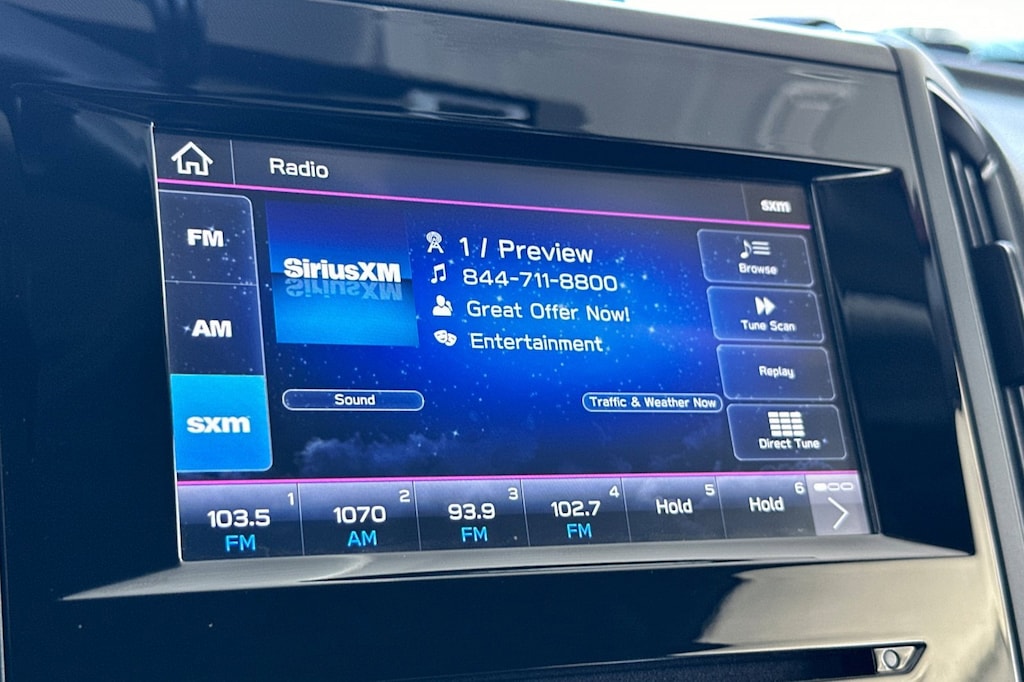 Radio
sxm
FM
AM
sxm
SiriusXM
1 / Preview
844-711-8800
Great Offer Now!
Entertainment
Sound
Traffic & Weather Now
Browse
Tune Scan
Replay
Direct Tune
1
103.5
FM
2
1070
AM
3
93.9
FM
4
102.7
FM
5
Hold
6
Hold